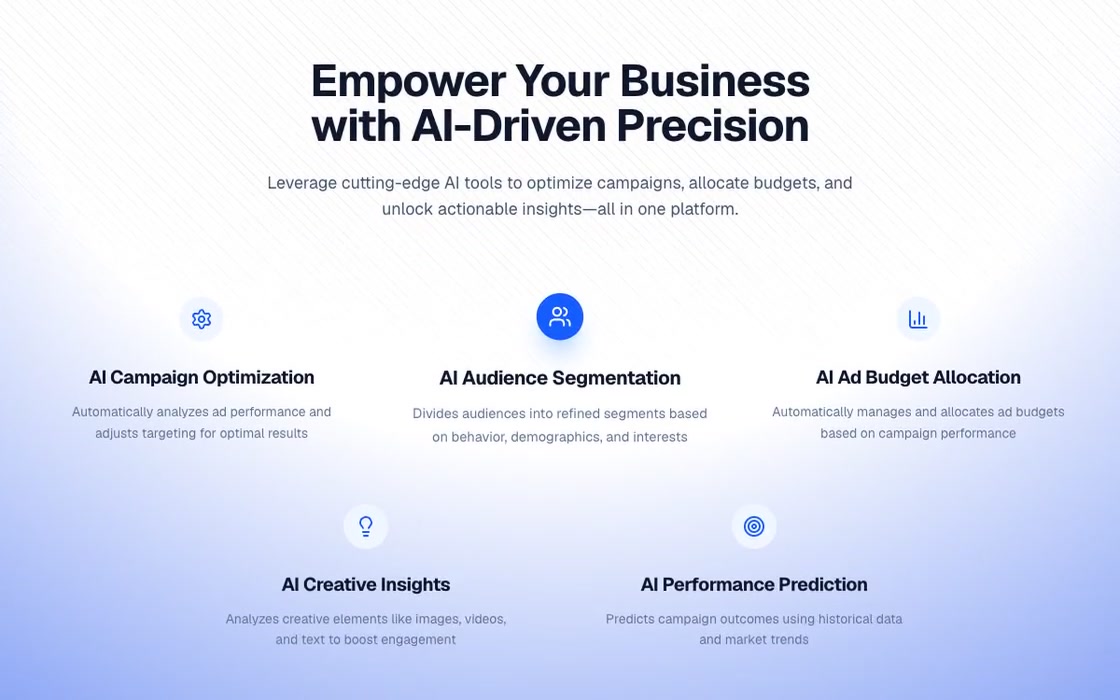 Empower Your Business
with AI-Driven Precision
Leverage cutting-edge AI tools to optimize campaigns, allocate budgets, and
unlock actionable insights—all in one platform.
AI Campaign Optimization
Automatically analyzes ad performance and
adjusts targeting for optimal results
AI Audience Segmentation
Divides audiences into refined segments based
on behavior, demographics, and interests
AI Ad Budget Allocation
Automatically manages and allocates ad budgets
based on campaign performance
AI Creative Insights
Analyzes creative elements like images, videos,
and text to boost engagement
AI Performance Prediction
Predicts campaign outcomes using historical data
and market trends